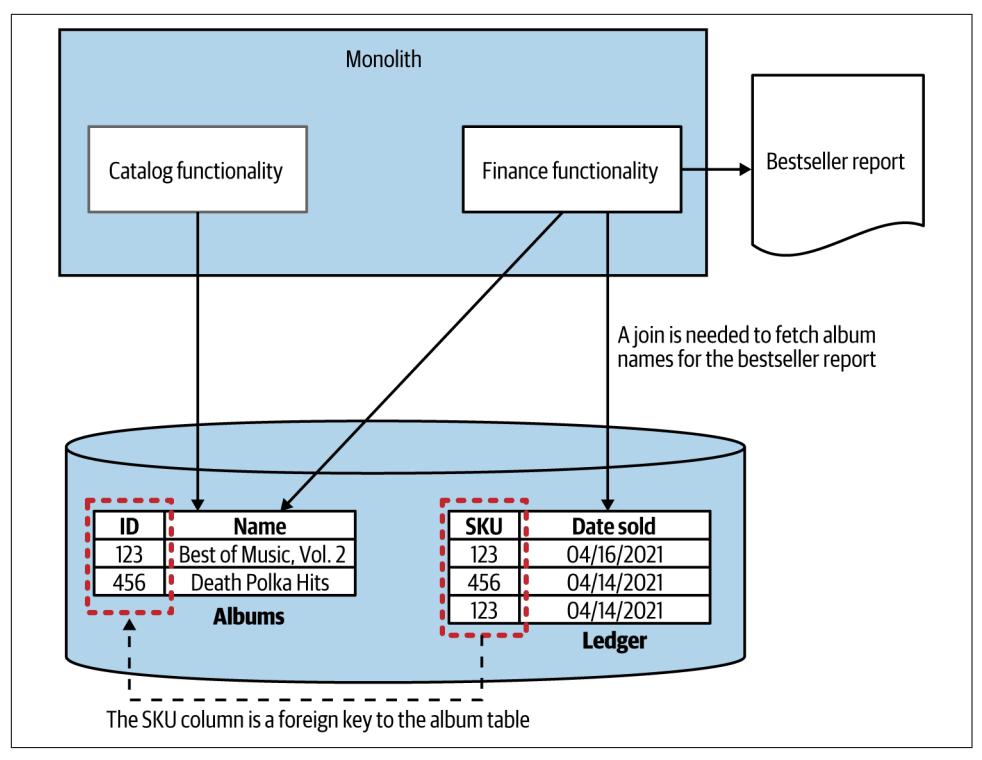 Monolith
Catalog functionality
Finance functionality
Bestseller report
A join is needed to fetch album
names for the bestseller report
ID Name
123 Best of Music, Vol. 2
456 Death Polka Hits
Albums
SKU Date sold
123 04/16/2021
456 04/14/2021
123 04/14/2021
Ledger
The SKU column is a foreign key to the album table